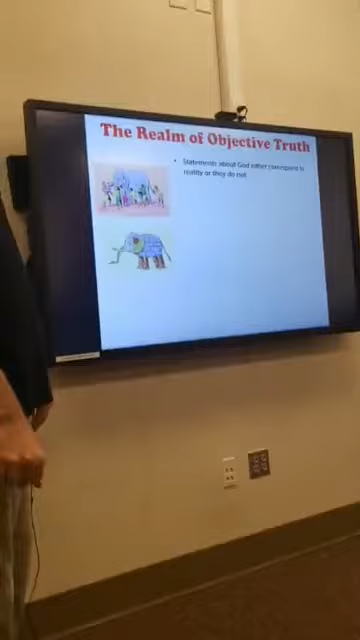 The Realm of Objective Truth
• Statements about God either correspond to
reality or they do not